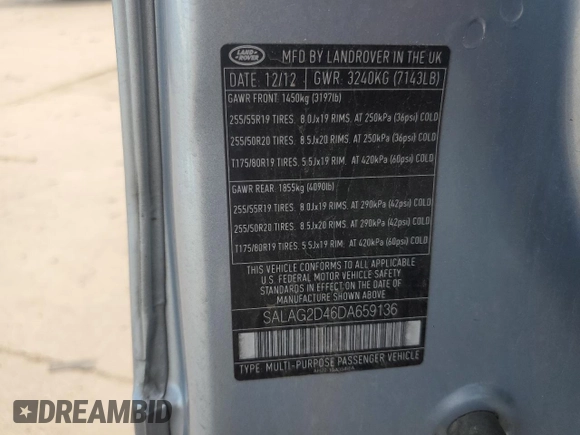 LAND ROVER
MFD BY LANDROVER IN THE UK
DATE 12/12 GWR. 3240KG (7143LB)
GAWR FRONT 1450kg (3197lb)
255/55R19 TIRES. 8.0Jx19 RIMS. AT 250kPa (36psi) COLD
255/50R20 TIRES. 8.5Jx20 RIMS. AT 250kPa (36psi) COLD
T175/80R19 TIRES. 5.5Jx19 RIM. AT 420kPa (60psi) COLD
GAWR REAR 1855kg (4090lb)
255/55R19 TIRES. 8.0Jx19 RIMS. AT 290kPa (42psi) COLD
255/50R20 TIRES. 8.5Jx20 RIMS. AT 290kPa (42psi) COLD
T175/80R19 TIRES. 5.5Jx19 RIM. AT 420kPa (60psi) COLD
THIS VEHICLE CONFORMS TO ALL APPLICABLE
U.S. FEDERAL MOTOR VEHICLE SAFETY
STANDARDS IN EFFECT ON THE DATE OF
MANUFACTURE SHOWN ABOVE.
SALAG2D46DA659136
TYPE: MULTI-PURPOSE PASSENGER VEHICLE
DREAMBID